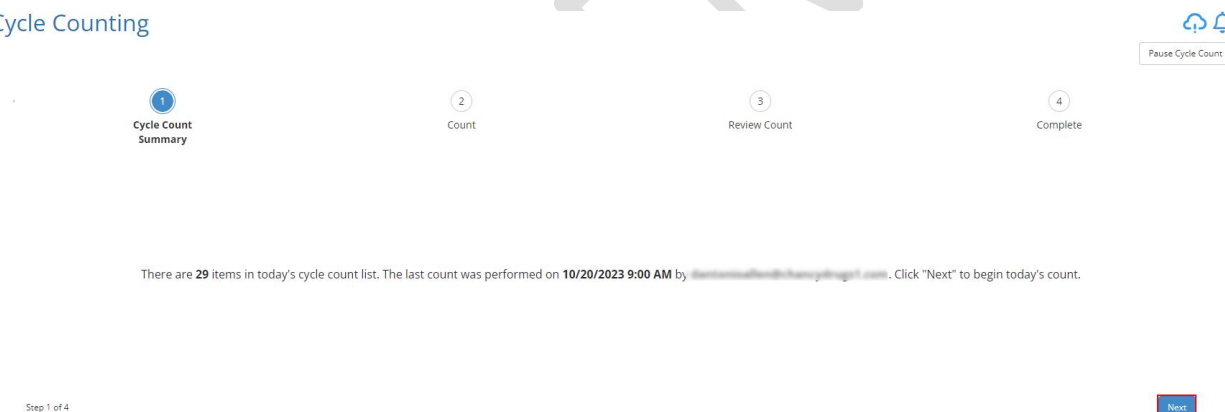 Cycle Counting
Pause Cycle Count
1
Cycle Count
Summary
2
Count
3
Review Count
4
Complete
There are 29 items in today's cycle count list. The last count was performed on 10/20/2023 9:00 AM by . Click "Next" to begin today's count.
Step 1 of 4
Next